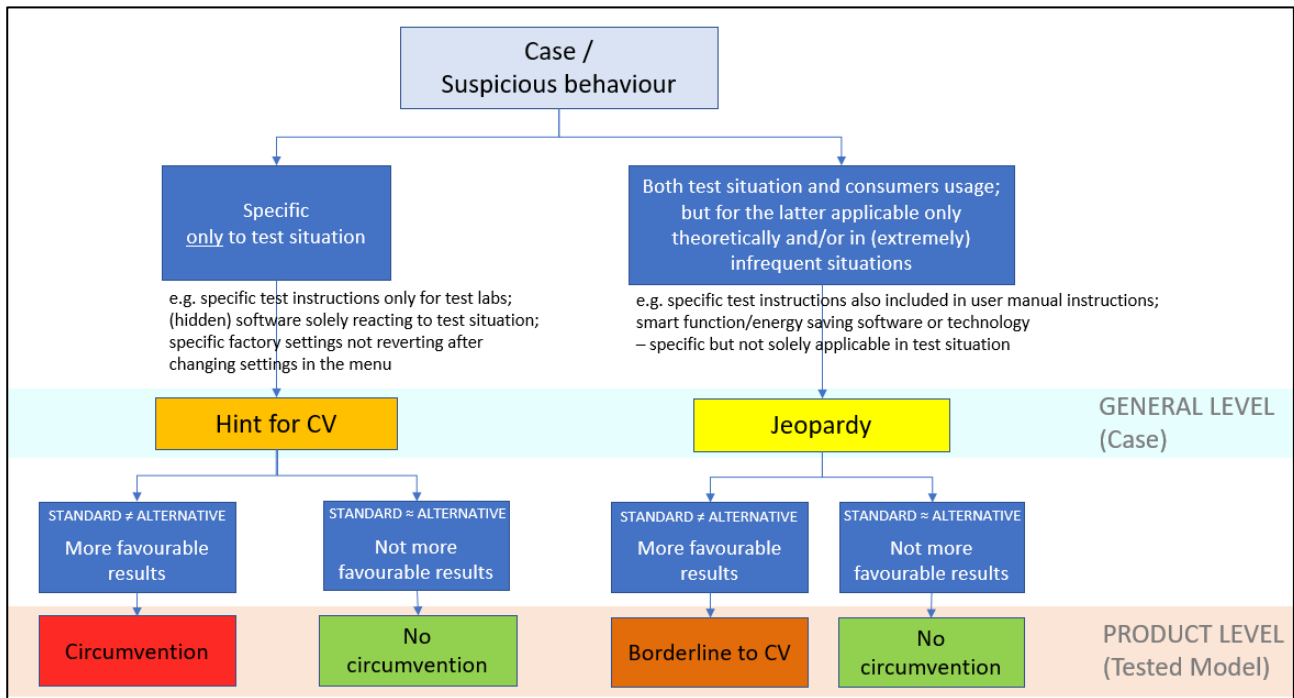 Case /
Suspicious behaviour
Specific
only to test situation
Both test situation and consumers usage;
but for the latter applicable only
theoretically and/or in (extremely)
infrequent situations
e.g. specific test instructions only for test labs;
(hidden) software solely reacting to test situation;
specific factory settings not reverting after
changing settings in the menu
e.g. specific test instructions also included in user manual instructions;
smart function/energy saving software or technology
– specific but not solely applicable in test situation
Hint for CV
Jeopardy
GENERAL LEVEL
(Case)
STANDARD ≠ ALTERNATIVE
More favourable
results
STANDARD ≈ ALTERNATIVE
Not more
favourable results
STANDARD ≠ ALTERNATIVE
More favourable
results
STANDARD ≈ ALTERNATIVE
Not more
favourable results
Circumvention
No
circumvention
Borderline to CV
No
circumvention
PRODUCT LEVEL
(Tested Model)